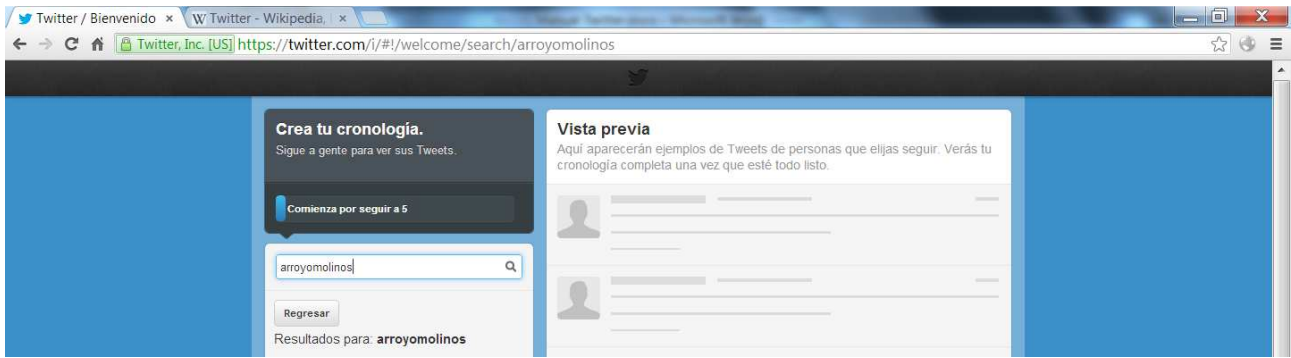 Twitter / Bienvenido
Twitter - Wikipedia,
Twitter, Inc. [US] https://twitter.com/i/#!/welcome/search/arroyomolinos
Crea tu cronología.
Sigue a gente para ver sus Tweets.
Comienza por seguir a 5
arroyomolinos
Regresar
Resultados para: arroyomolinos
Vista previa
Aquí aparecerán ejemplos de Tweets de personas que elijas seguir. Verás tu
cronología completa una vez que esté todo listo.